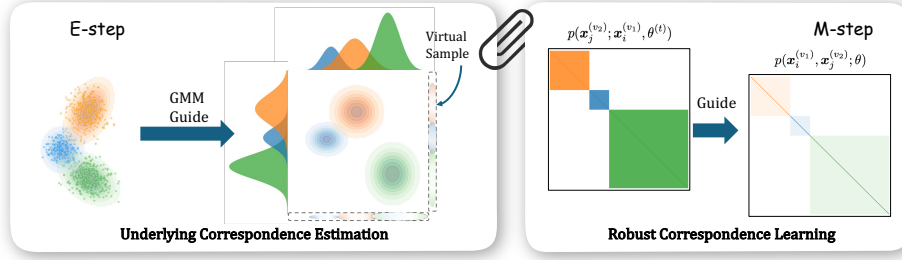 E-step
GMM
Guide
Virtual
Sample
Underlying Correspondence Estimation
M-step
p(x_j^{(v_2)}; x_i^{(v_1)}, θ^{(t)})
Guide
p(x_i^{(v_1)}, x_j^{(v_2)}; θ)
Robust Correspondence Learning